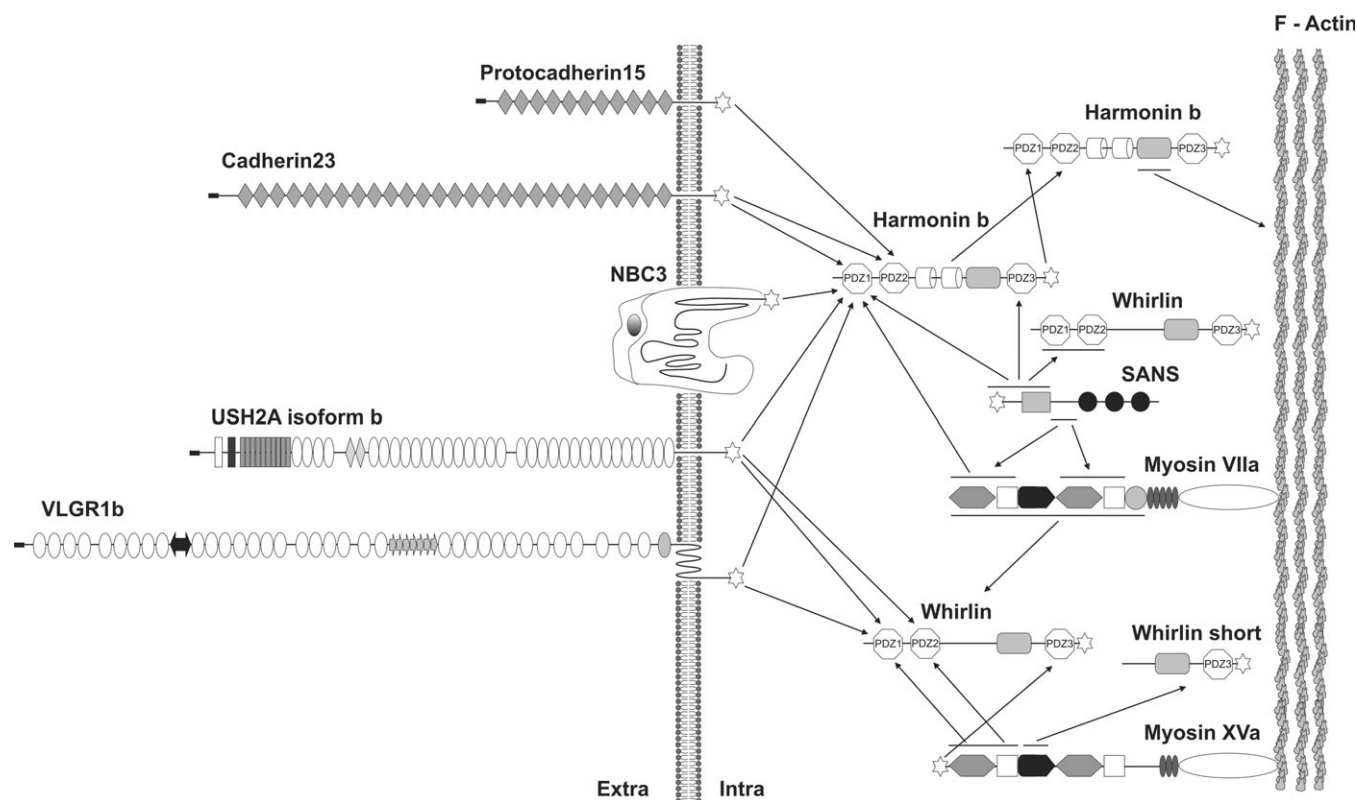 F - Actin
Protocadherin15
Harmonin b
PDZ1 PDZ2 PDZ3
Cadherin23
Harmonin b
PDZ1 PDZ2 PDZ3
NBC3
Whirlin
PDZ1 PDZ2 PDZ3
SANS
USH2A isoform b
Myosin VIIa
VLGR1b
Whirlin
PDZ1 PDZ2 PDZ3
Whirlin short
PDZ3
Myosin XVa
Extra Intra